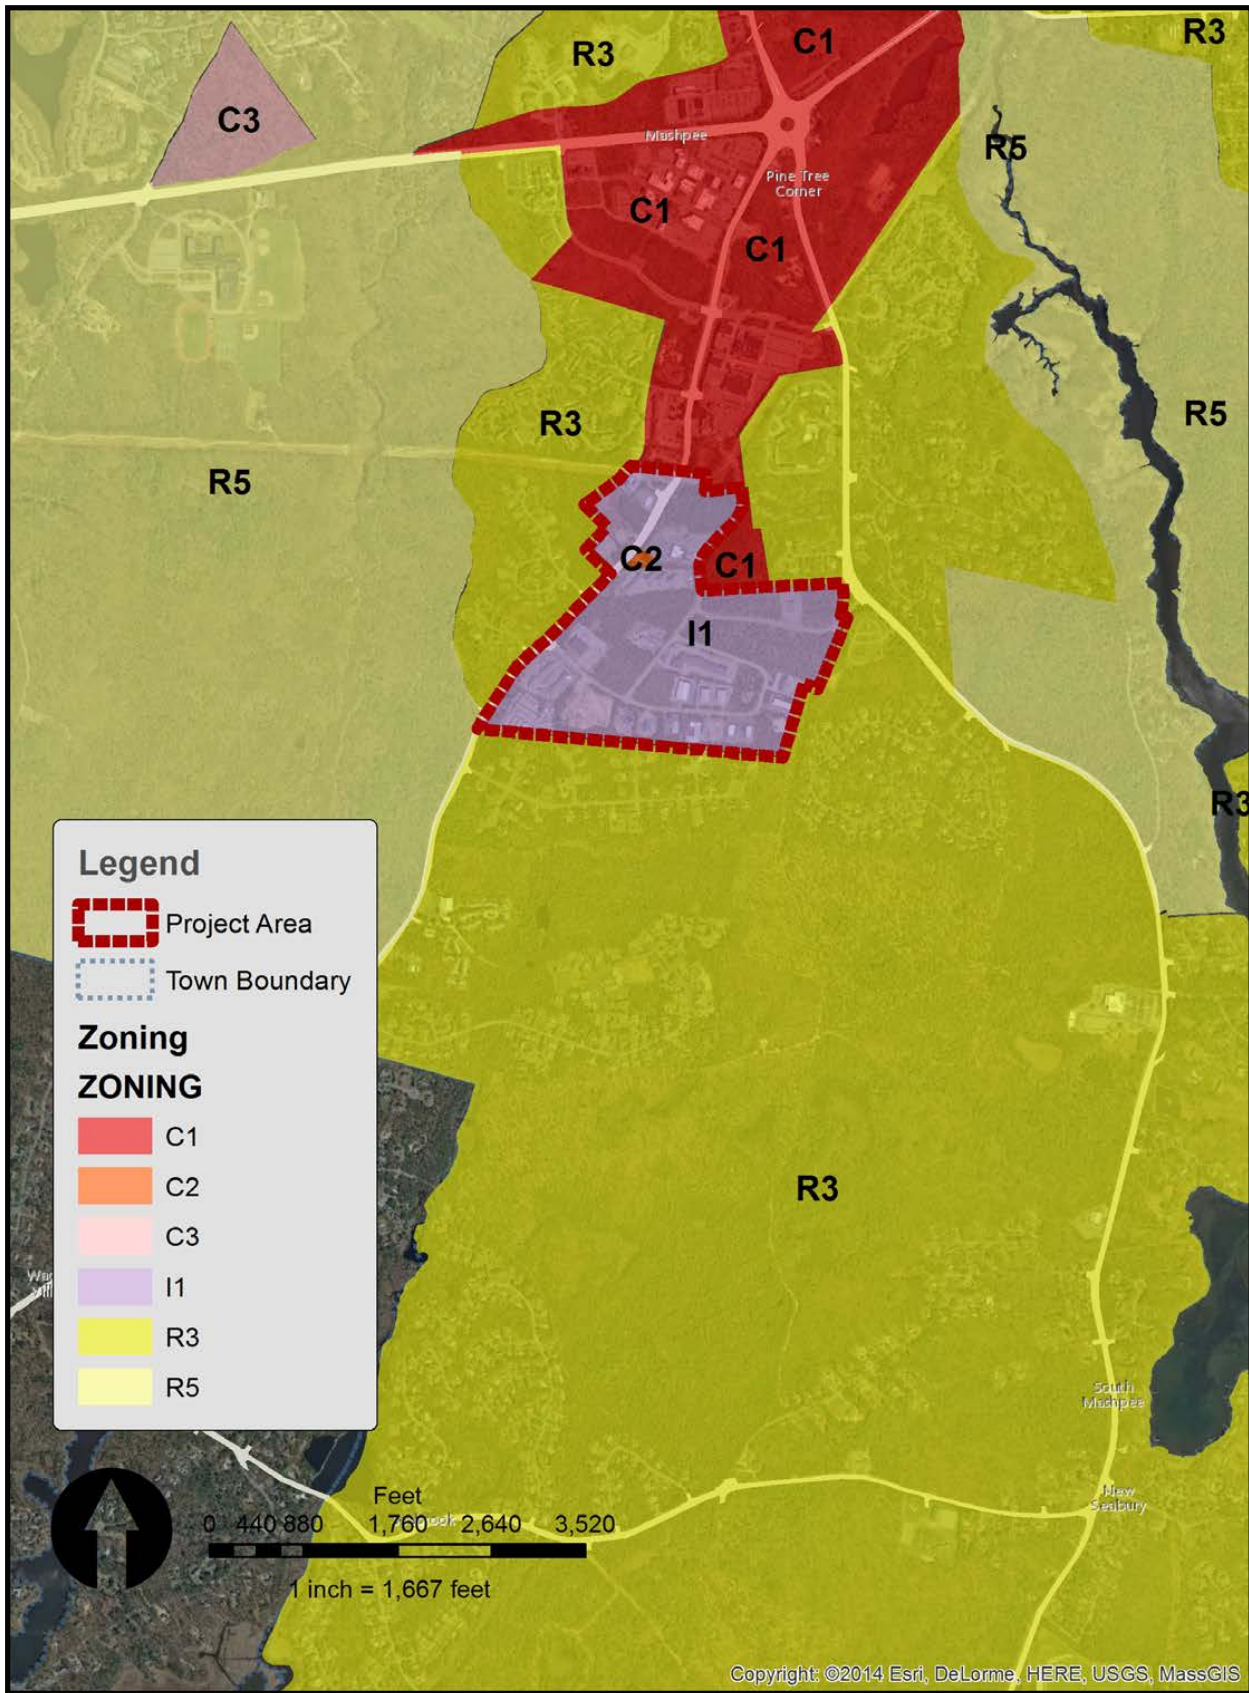 C1
R3
R3
C3
Mashpee
R5
Pine Tree
Corner
C1
C1
R3
R5
R5
C2
C1
I1
R3
Legend
Project Area
Town Boundary
Zoning
ZONING
C1
C2
C3
I1
R3
R5
R3
South
Mashpee
New
Seabury
Feet
0 440 880 1,760 2,640 3,520
1 inch = 1,667 feet
Copyright: ©2014 Esri, DeLorme, HERE, USGS, MassGIS